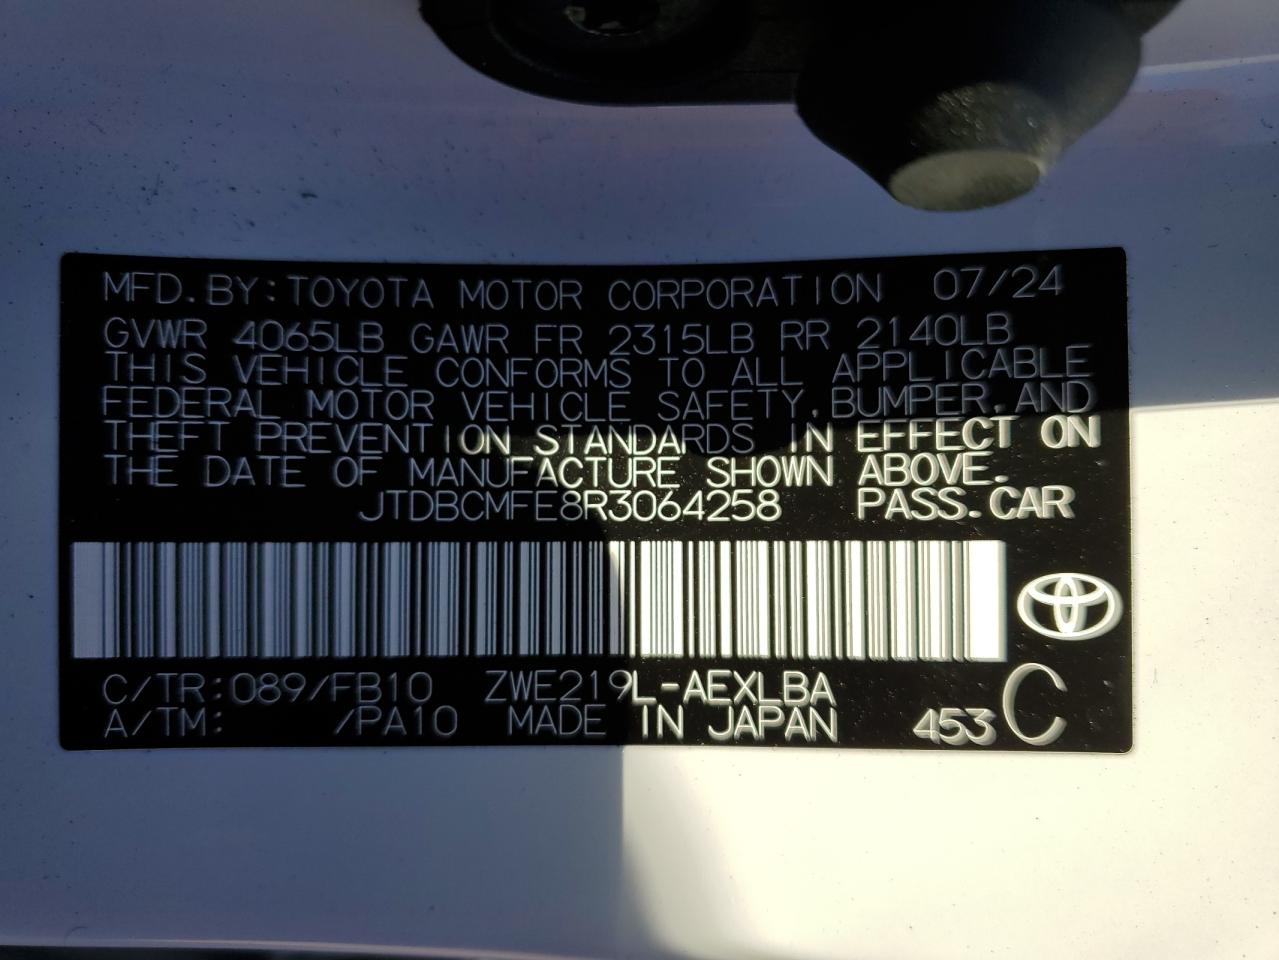 MFD.BY:TOYOTA MOTOR CORPORATION 07/24
GVWR 4065LB GAWR FR 2315LB RR 2140LB
THIS VEHICLE CONFORMS TO ALL APPLICABLE
FEDERAL MOTOR VEHICLE SAFETY,BUMPER,AND
THEFT PREVENTION STANDARDS IN EFFECT ON
THE DATE OF MANUFACTURE SHOWN ABOVE.
JTDBCMFE8R3064258 PASS.CAR
C/TR:089/FB10 ZWE219L-AEXLBA
A/TM: /PA10 MADE IN JAPAN 453 C